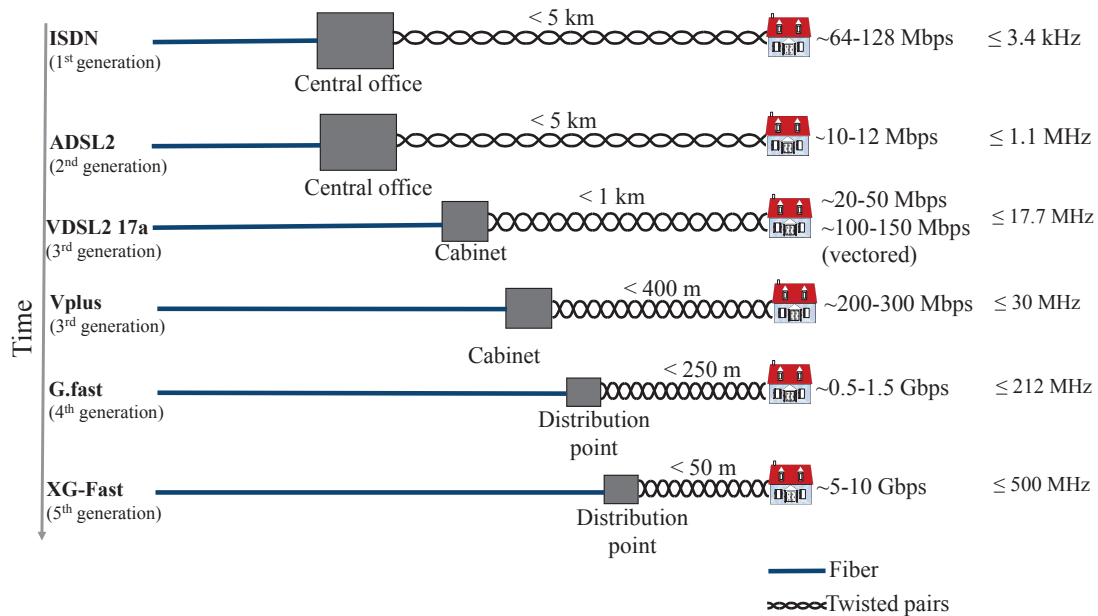 ISDN
(1st generation)
Central office
< 5 km
~64-128 Mbps
≤ 3.4 kHz
ADSL2
(2nd generation)
Central office
< 5 km
~10-12 Mbps
≤ 1.1 MHz
VDSL2 17a
(3rd generation)
Cabinet
< 1 km
~20-50 Mbps
~100-150 Mbps
(vectored)
≤ 17.7 MHz
Vplus
(3rd generation)
Cabinet
< 400 m
~200-300 Mbps
≤ 30 MHz
G.fast
(4th generation)
Distribution
point
< 250 m
~0.5-1.5 Gbps
≤ 212 MHz
XG-Fast
(5th generation)
Distribution
point
< 50 m
~5-10 Gbps
≤ 500 MHz
Time
Fiber
Twisted pairs